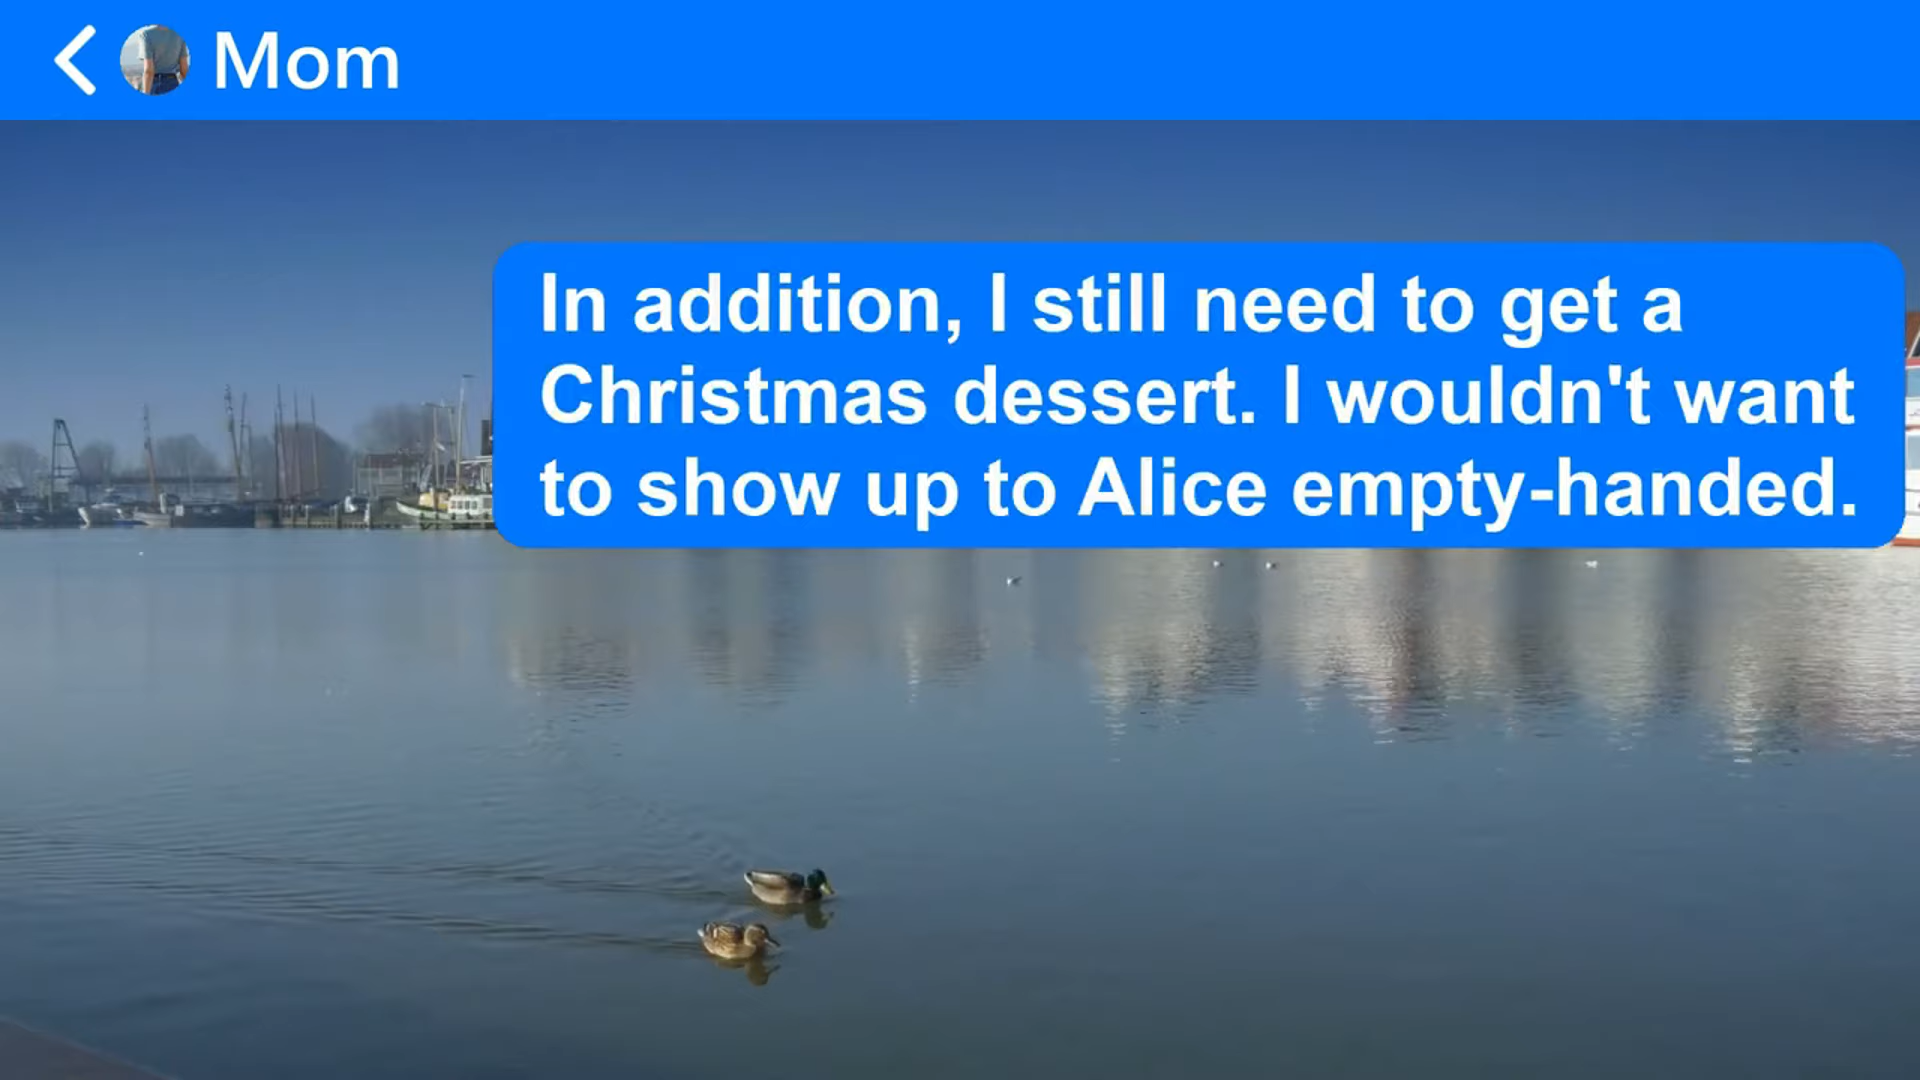 Mom
In addition, I still need to get a
Christmas dessert. I wouldn't want
to show up to Alice empty-handed.